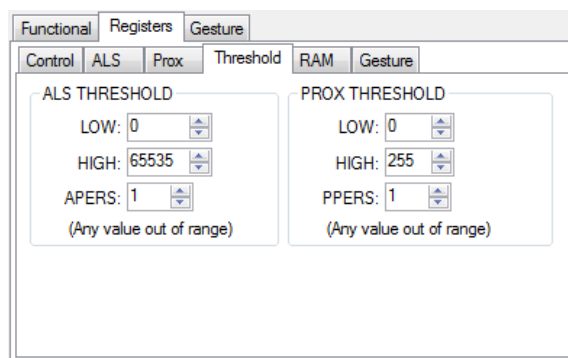 Functional Registers Gesture
Control ALS Prox Threshold RAM Gesture
ALS THRESHOLD
LOW: 0
HIGH: 65535
APERS: 1
(Any value out of range)
PROX THRESHOLD
LOW: 0
HIGH: 255
PPERS: 1
(Any value out of range)